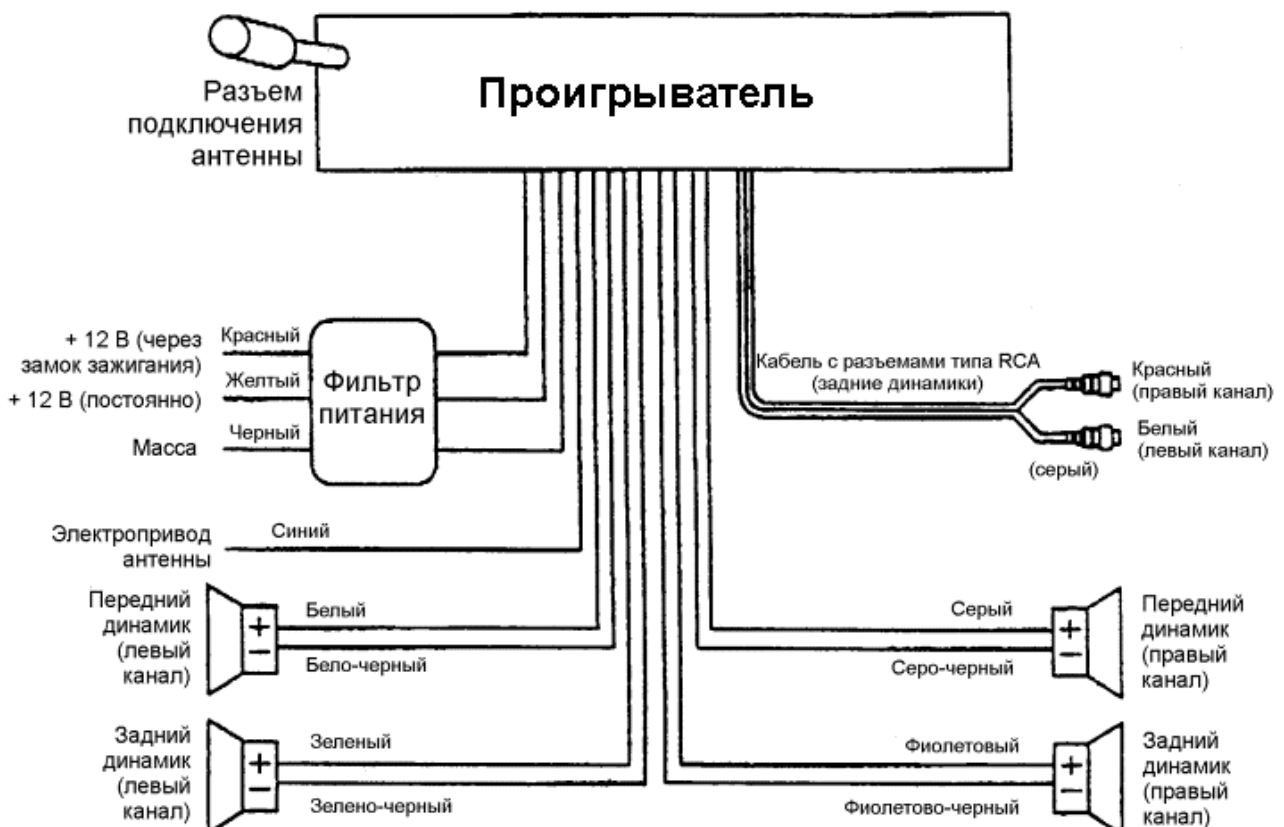 Проигрыватель
Разъем
подключения
антенны
+ 12 В (через
замок зажигания)
Красный
+ 12 В (постоянно)
Желтый
Масса
Черный
Фильтр
питания
Кабель с разъемами типа RCA
(задние динамики)
Красный
(правый канал)
Белый
(левый канал)
(серый)
Электропривод
антенны
Синий
Передний
динамик
(левый
канал)
Белый
+
−
Бело-черный
Серый
Серо-черный
+
−
Передний
динамик
(правый
канал)
Задний
динамик
(левый
канал)
Зеленый
+
−
Зелено-черный
Фиолетовый
Фиолетово-черный
+
−
Задний
динамик
(правый
канал)